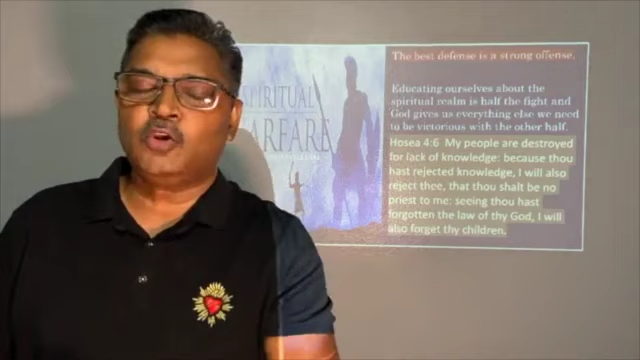 The best defense is a strong offense.
SPIRITUAL
WARFARE
Educating ourselves about the
spiritual realm is half the fight and
God gives us everything else we need
to be victorious with the other half.
Hosea 4:6 My people are destroyed
for lack of knowledge: because thou
hast rejected knowledge, I will also
reject thee, that thou shalt be no
priest to me: seeing thou hast
forgotten the law of thy God, I will
also forget thy children.